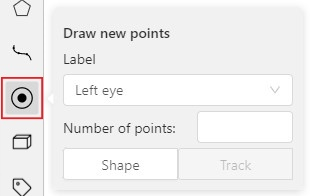 Draw new points
Label
Left eye
Number of points:
Shape
Track